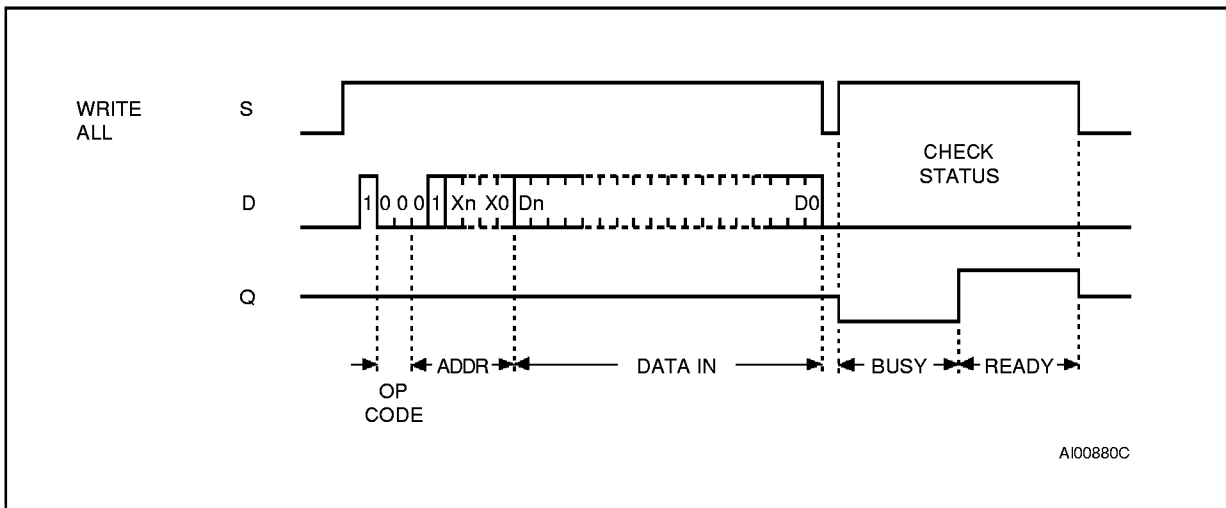 WRITE ALL
S
CHECK STATUS
D
1 0 0 0 1 Xn X0 Dn D0
Q
ADDR DATA IN BUSY READY
OP CODE
AI00880C